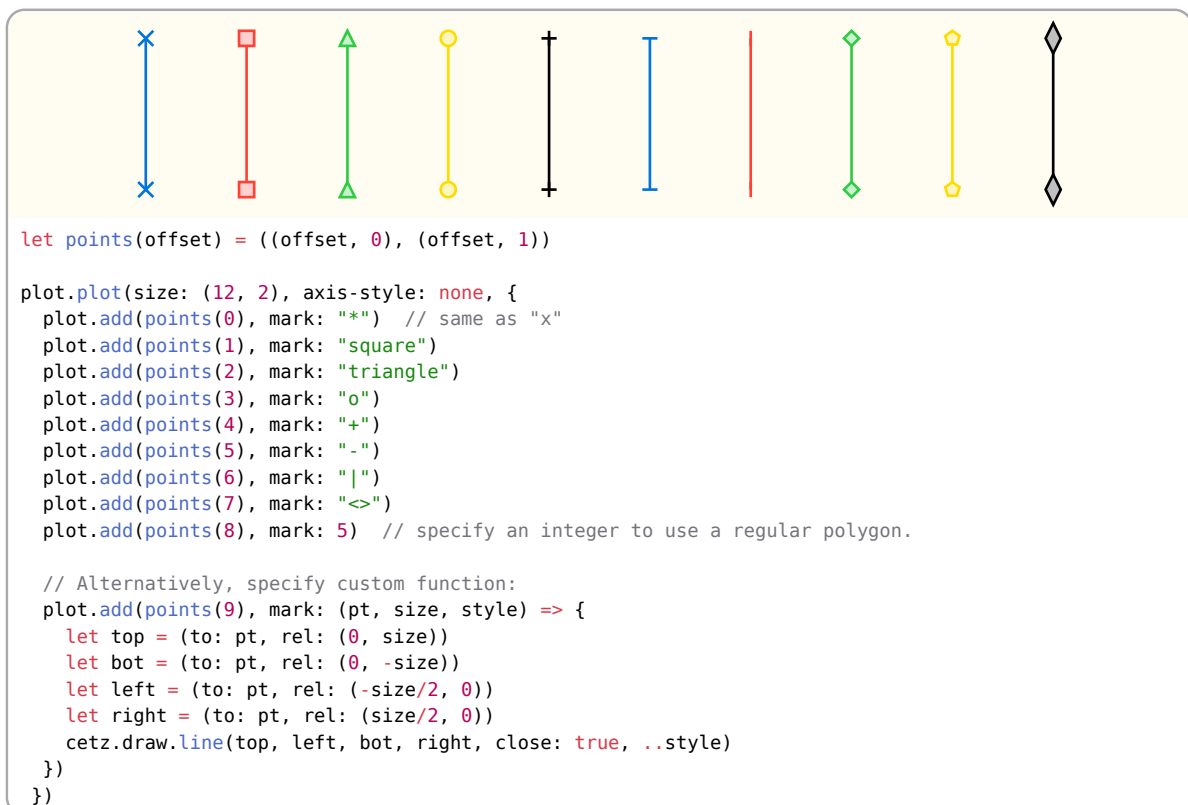 let points(offset) = ((offset, 0), (offset, 1))

plot.plot(size: (12, 2), axis-style: none, {
  plot.add(points(0), mark: "*")  // same as "x"
  plot.add(points(1), mark: "square")
  plot.add(points(2), mark: "triangle")
  plot.add(points(3), mark: "o")
  plot.add(points(4), mark: "+")
  plot.add(points(5), mark: "-")
  plot.add(points(6), mark: "|")
  plot.add(points(7), mark: "<>")
  plot.add(points(8), mark: 5)  // specify an integer to use a regular polygon.

  // Alternatively, specify custom function:
  plot.add(points(9), mark: (pt, size, style) => {
    let top = (to: pt, rel: (0, size))
    let bot = (to: pt, rel: (0, -size))
    let left = (to: pt, rel: (-size/2, 0))
    let right = (to: pt, rel: (size/2, 0))
    cetz.draw.line(top, left, bot, right, close: true, ..style)
  })
 })